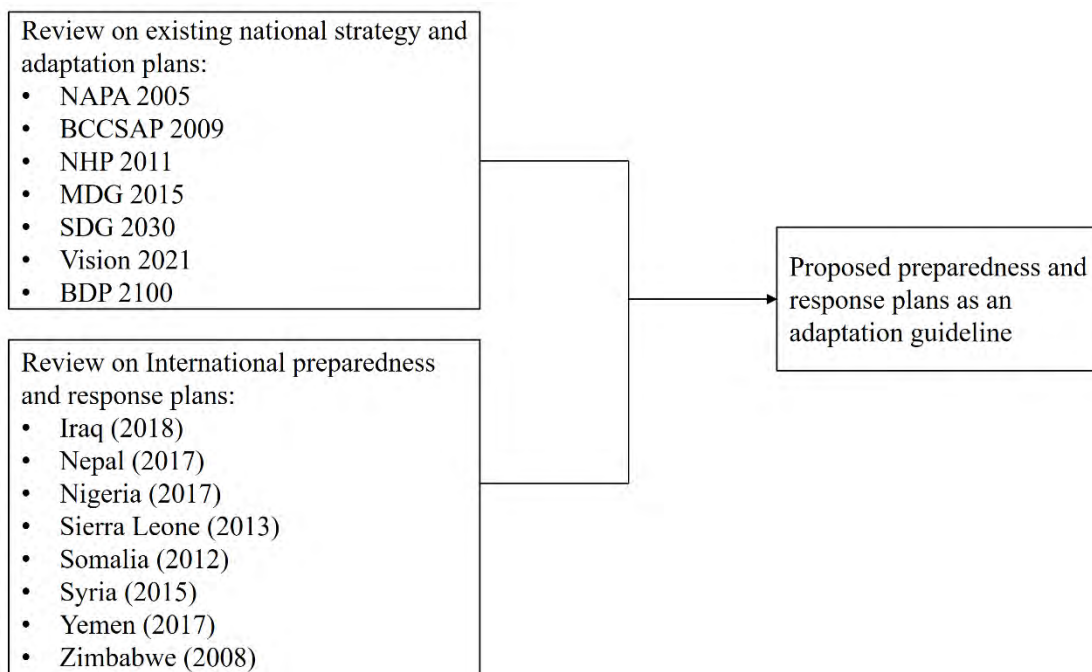 Review on existing national strategy and
adaptation plans:
• NAPA 2005
• BCCSAP 2009
• NHP 2011
• MDG 2015
• SDG 2030
• Vision 2021
• BDP 2100
Review on International preparedness
and response plans:
• Iraq (2018)
• Nepal (2017)
• Nigeria (2017)
• Sierra Leone (2013)
• Somalia (2012)
• Syria (2015)
• Yemen (2017)
• Zimbabwe (2008)
Proposed preparedness and
response plans as an
adaptation guideline